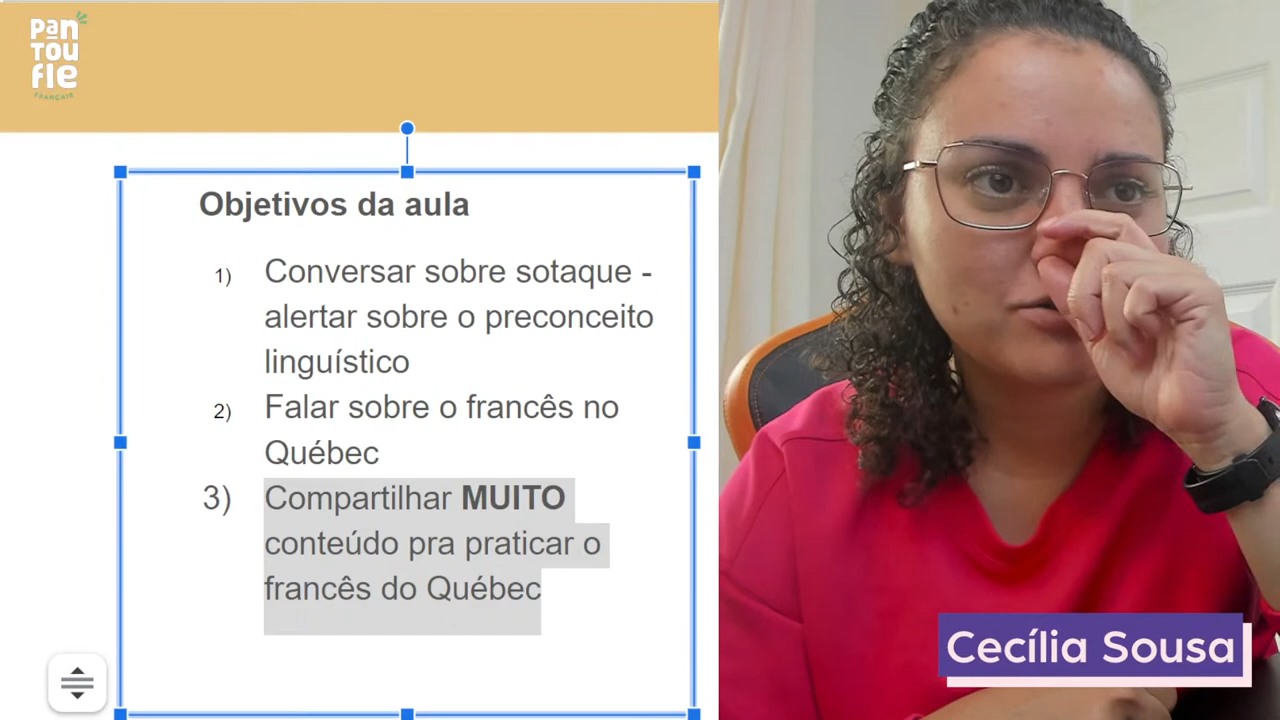 Pan
TOU
fle
FRANÇAIS
Objetivos da aula
1) Conversar sobre sotaque -
alertar sobre o preconceito
linguístico
2) Falar sobre o francês no
Québec
3) Compartilhar MUITO
conteúdo pra praticar o
francês do Québec
Cecília Sousa